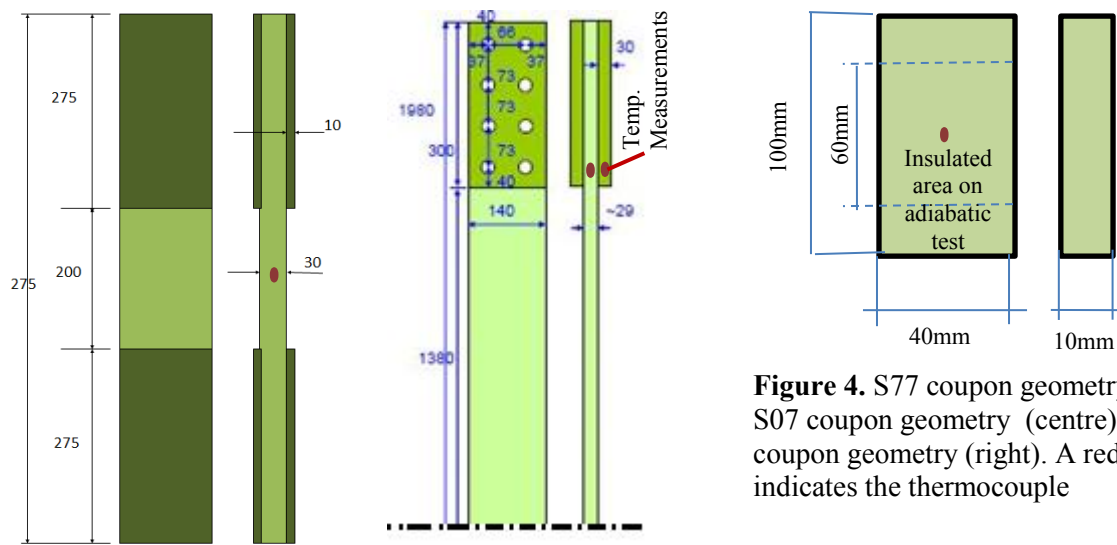 275
200
275
275
10
30
40
66
37
37
73
73
73
40
1980
300
140
1380
30
~29
Temp.
Measurements
100mm
60mm
Insulated
area on
adiabatic
test
40mm
10mm
Figure 4. S77 coupon geometry
S07 coupon geometry (centre)
coupon geometry (right). A red
indicates the thermocouple